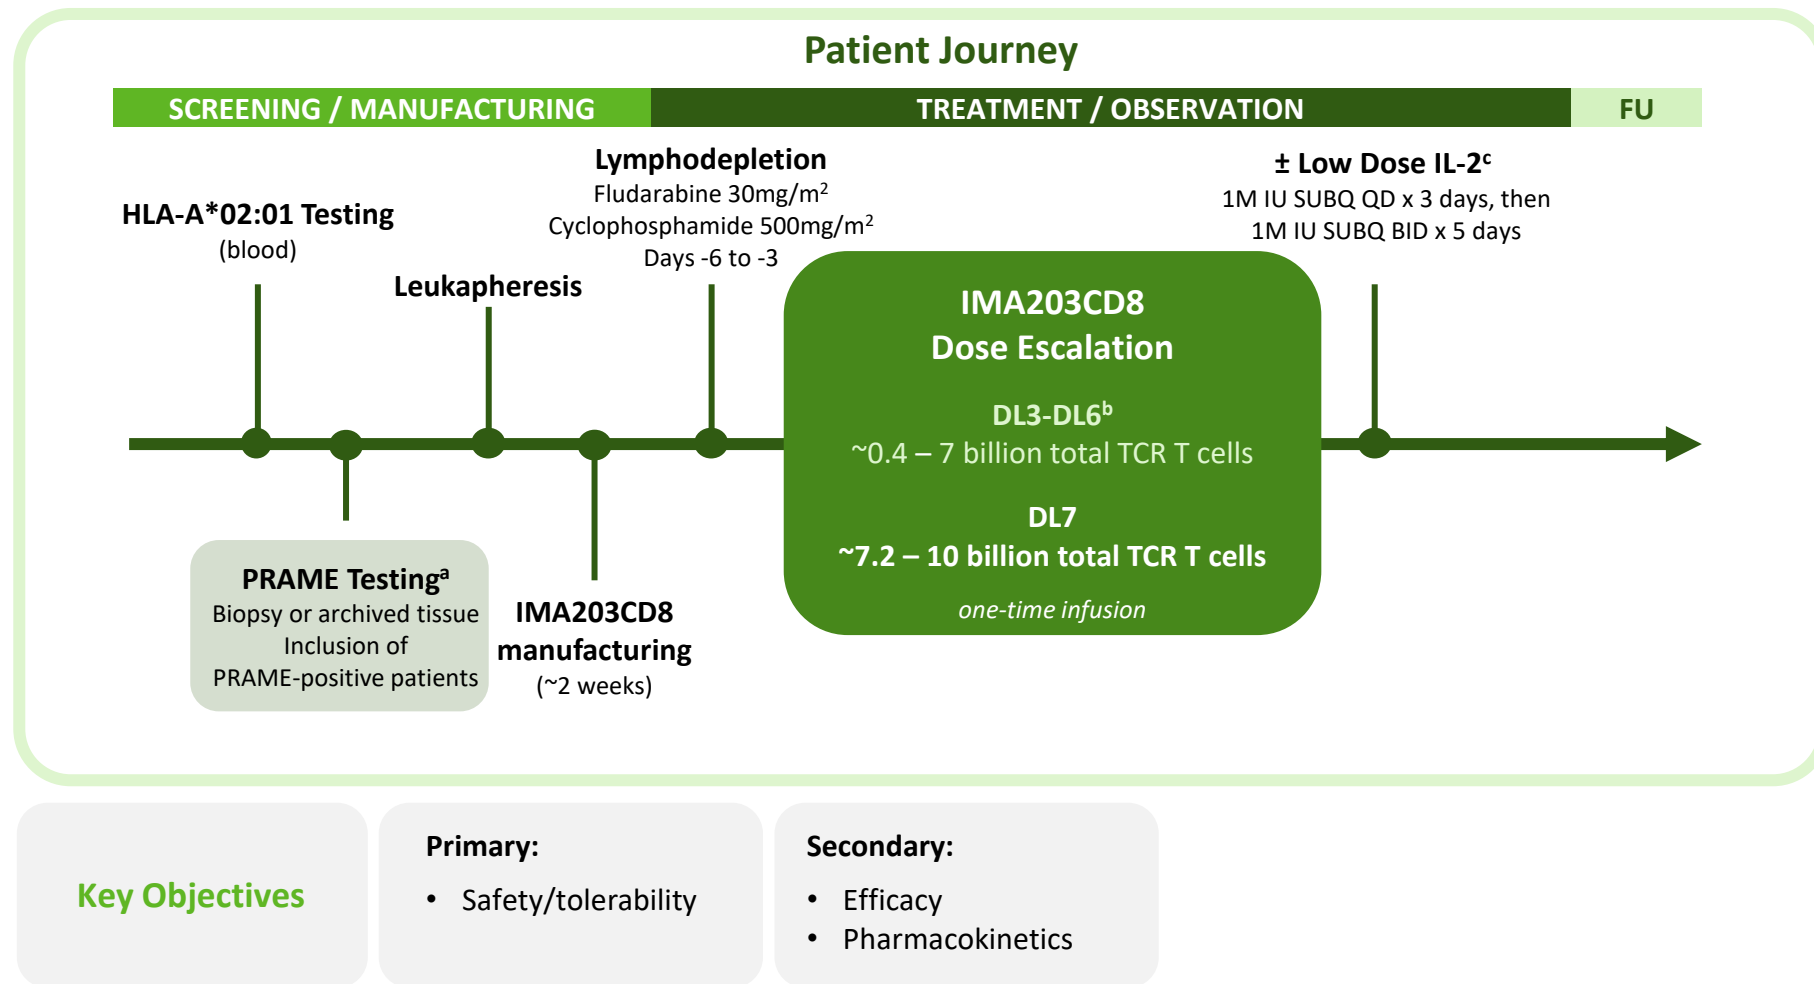 Patient Journey
SCREENING / MANUFACTURING
TREATMENT / OBSERVATION
FU
HLA-A*02:01 Testing
(blood)
Leukapheresis
Lymphodepletion
Fludarabine 30mg/m²
Cyclophosphamide 500mg/m²
Days -6 to -3
± Low Dose IL-2ᶜ
1M IU SUBQ QD x 3 days, then
1M IU SUBQ BID x 5 days
IMA203CD8
Dose Escalation
DL3-DL6ᵇ
~0.4 – 7 billion total TCR T cells
DL7
~7.2 – 10 billion total TCR T cells
one-time infusion
PRAME Testingᵃ
Biopsy or archived tissue
Inclusion of
PRAME-positive patients
IMA203CD8
manufacturing
(~2 weeks)
Key Objectives
Primary:
• Safety/tolerability
Secondary:
• Efficacy
• Pharmacokinetics